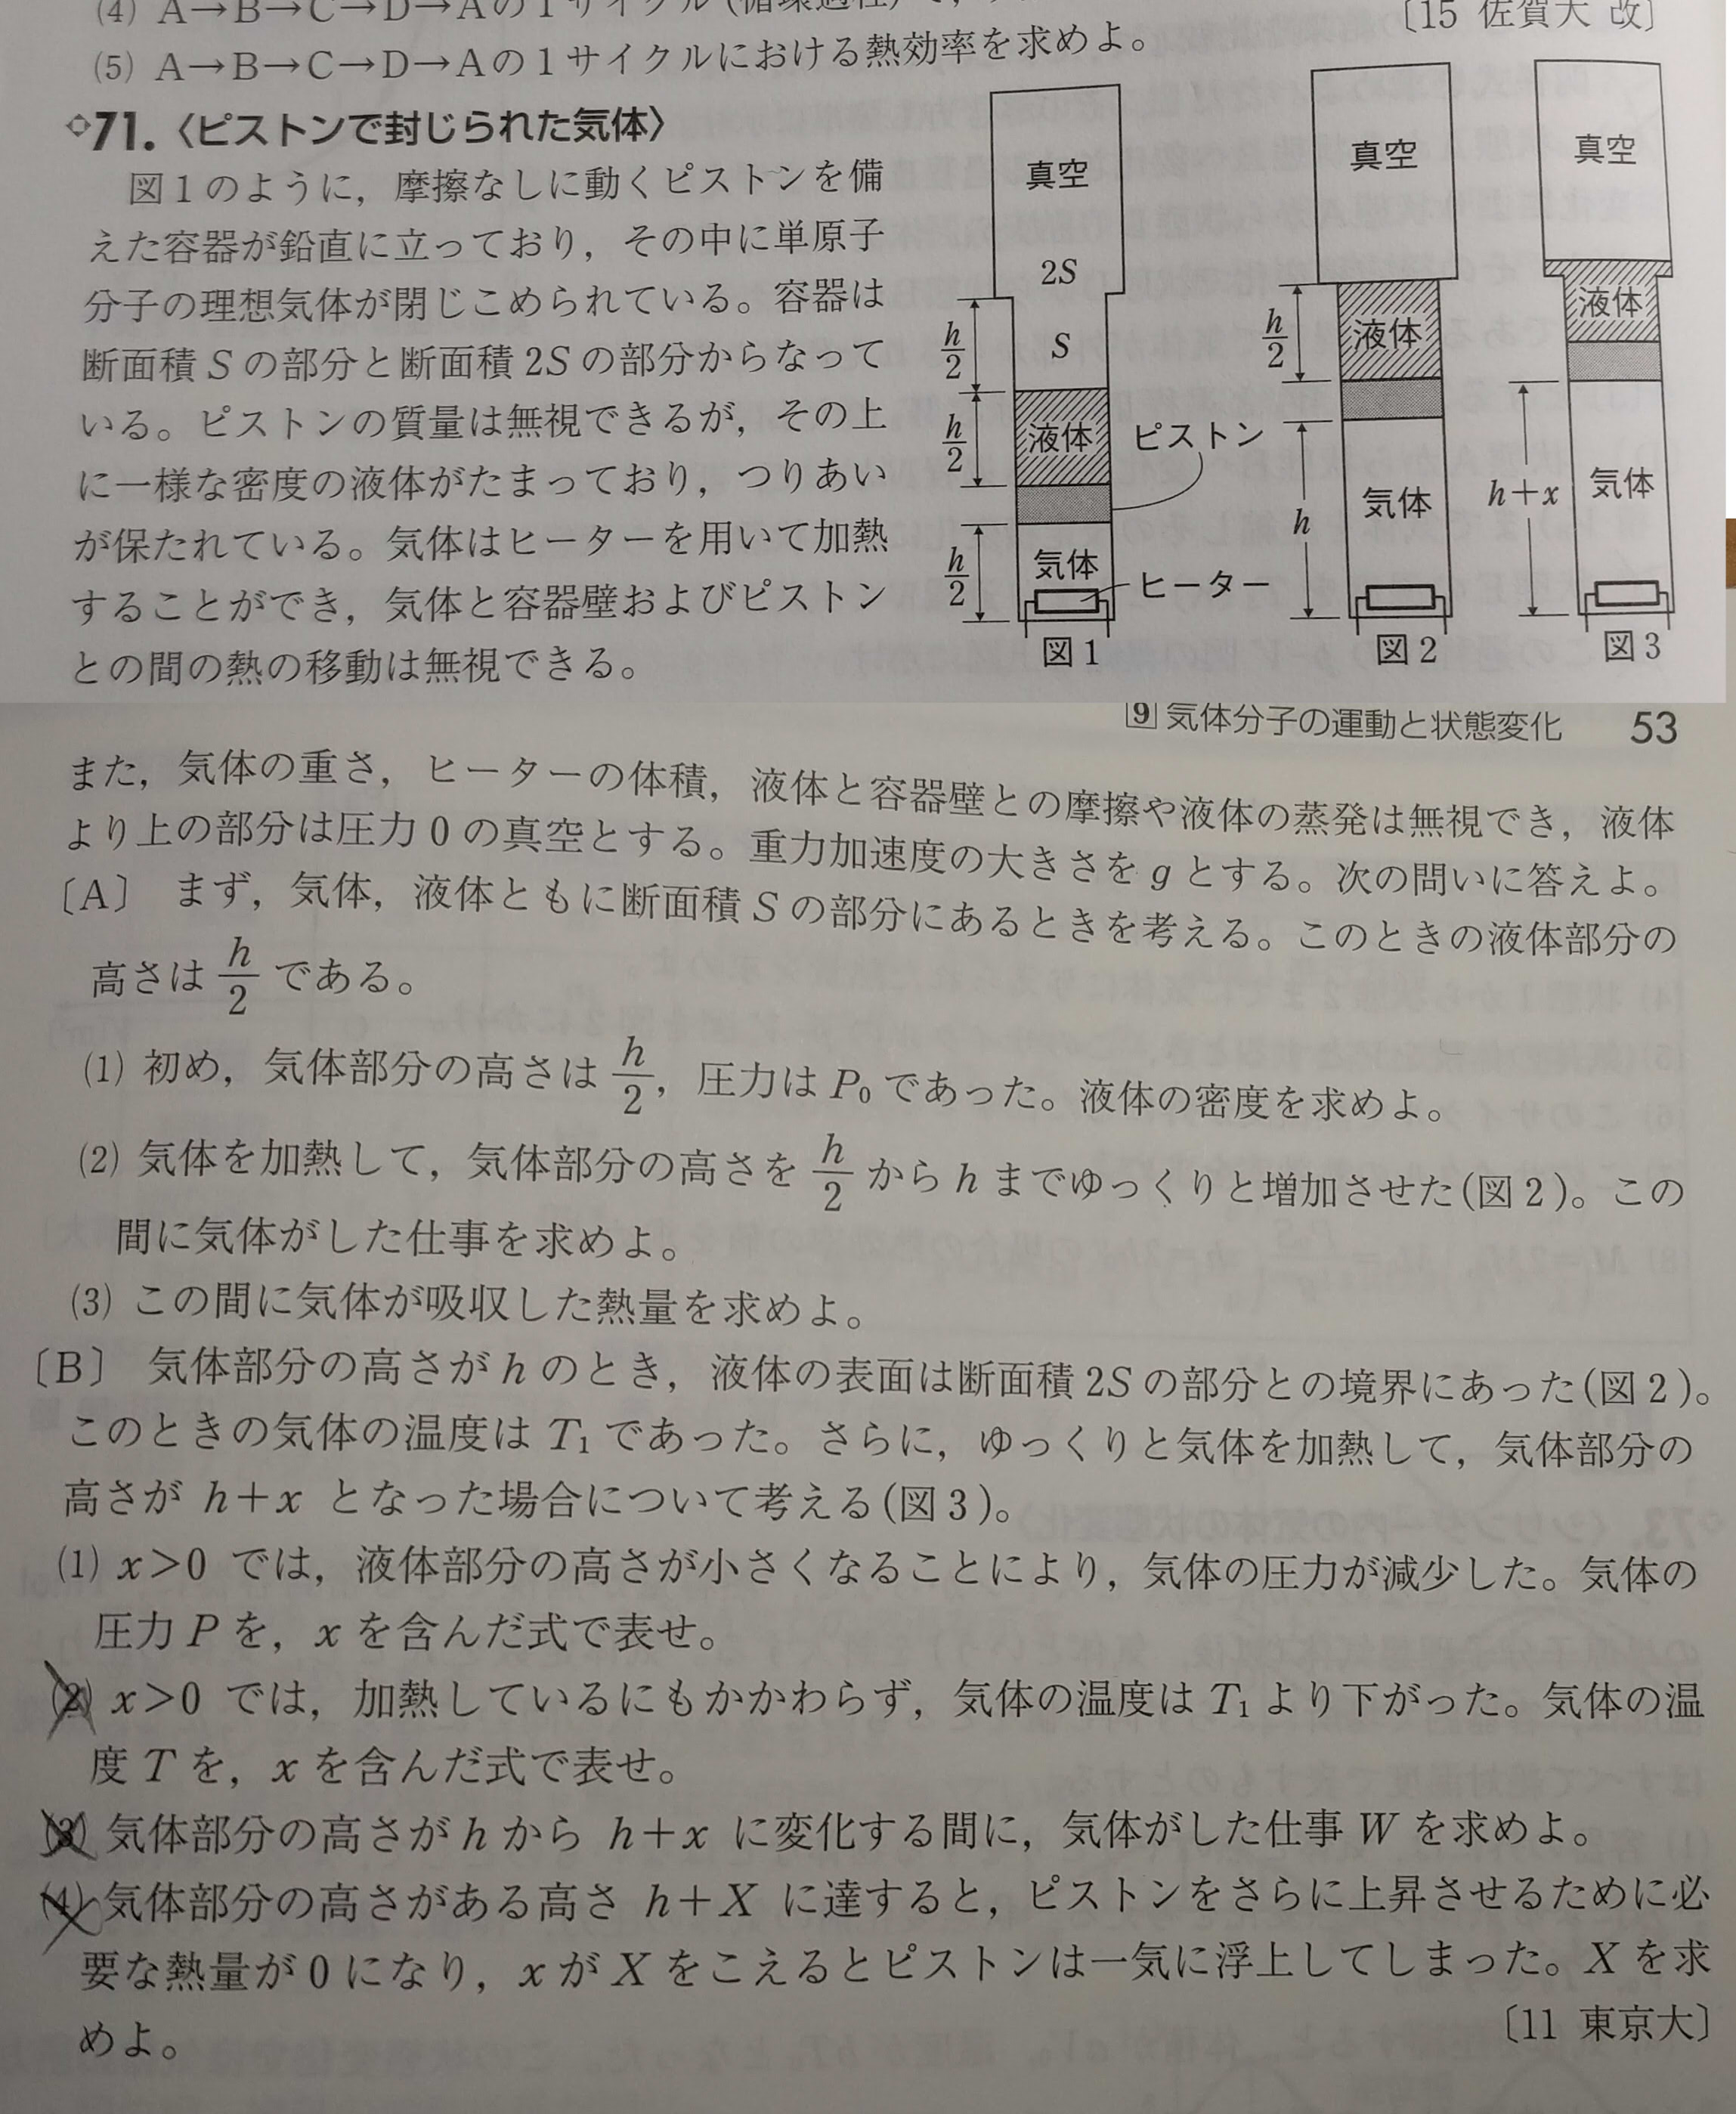 (4) A→B→C→D→Aの1サイクル(循環過程)で,
〔15 佐賀大 改〕
(5) A→B→C→D→Aの1サイクルにおける熱効率を求めよ。
71.〈ピストンで封じられた気体〉
図1のように,摩擦なしに動くピストンを備
えた容器が鉛直に立っており,その中に単原子
分子の理想気体が閉じこめられている。容器は
断面積Sの部分と断面積2Sの部分からなって
いる。ピストンの質量は無視できるが,その上
に一様な密度の液体がたまっており,つりあい
が保たれている。気体はヒーターを用いて加熱
することができ,気体と容器壁およびピストン
との間の熱の移動は無視できる。
真空
2S
S
h/2
液体
h/2
ピストン
h/2
気体
ヒーター
図1
真空
h/2
液体
h
気体
図2
真空
液体
h+x
気体
図3
9 気体分子の運動と状態変化 53
また,気体の重さ,ヒーターの体積,液体と容器壁との摩擦や液体の蒸発は無視でき,液体
より上の部分は圧力0の真空とする。重力加速度の大きさをgとする。次の問いに答えよ。
〔A〕 まず,気体,液体ともに断面積Sの部分にあるときを考える。このときの液体部分の
高さはh/2である。
(1) 初め,気体部分の高さはh/2,圧力はP₀であった。液体の密度を求めよ。
(2) 気体を加熱して,気体部分の高さをh/2からhまでゆっくりと増加させた(図2)。この
間に気体がした仕事を求めよ。
(3) この間に気体が吸収した熱量を求めよ。
〔B〕 気体部分の高さがhのとき,液体の表面は断面積2Sの部分との境界にあった(図2)。
このときの気体の温度はT₁であった。さらに,ゆっくりと気体を加熱して,気体部分の
高さが h+x となった場合について考える(図3)。
(1) x>0 では,液体部分の高さが小さくなることにより,気体の圧力が減少した。気体の
圧力Pを,xを含んだ式で表せ。
(2) x>0 では,加熱しているにもかかわらず,気体の温度はT₁より下がった。気体の温
度Tを,xを含んだ式で表せ。
(3) 気体部分の高さがhから h+x に変化する間に,気体がした仕事Wを求めよ。
(4) 気体部分の高さがある高さ h+X に達すると,ピストンをさらに上昇させるために必
要な熱量が0になり,xがXをこえるとピストンは一気に浮上してしまった。Xを求
めよ。
〔11 東京大〕